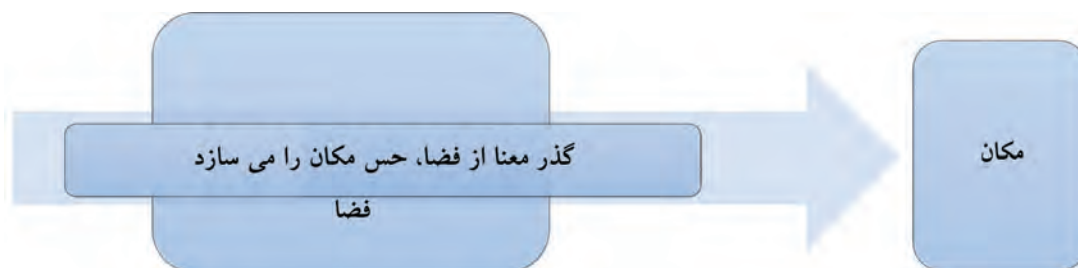 گذر معنا از فضا، حس مکان را می سازد
فضا
مکان